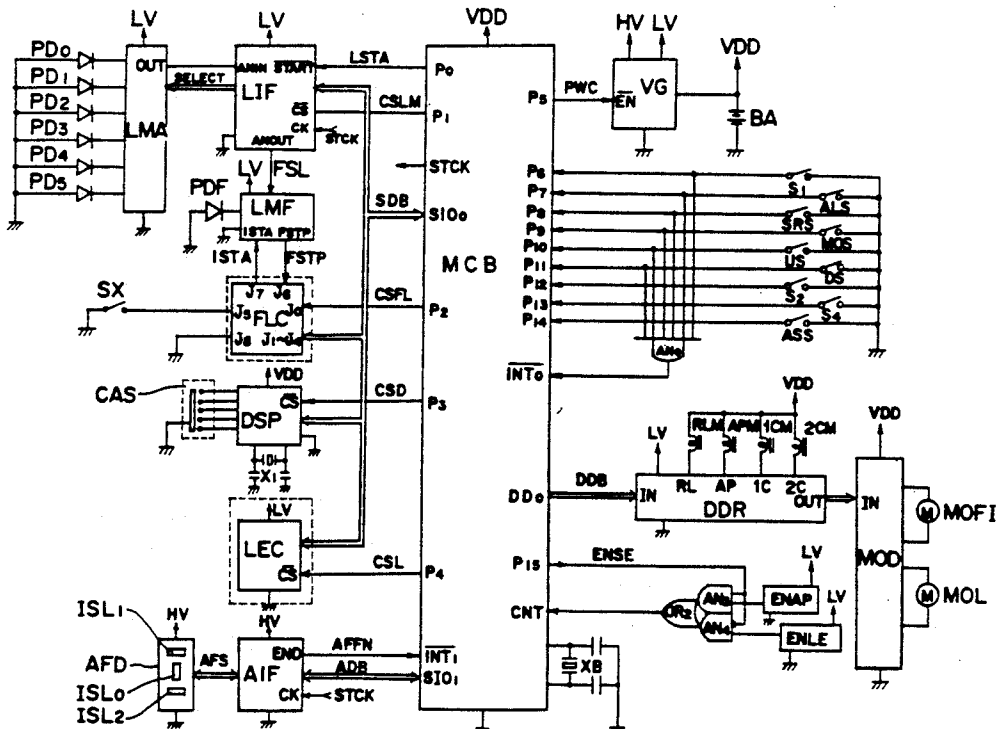 LV
LV
VDD
HV
LV
VDD
PD0
PD1
PD2
PD3
PD4
PD5
OUT
SELECT
LMA
ANIN
START
LIF
CS
CK
ANOUT
STCK
LSTA
CSLM
P0
P1
STCK
P5
PWC
EN
VG
BA
LV
FSL
PDF
LMF
ISTA
FSTP
ISTA
FSTP
SDB
SIO0
MCB
P6
P7
P8
P9
P10
P11
P12
P13
P14
S1
ALS
SRS
MOS
US
DS
S2
S4
ASS
SX
J7
J6
J5
J0
FLC
J8
J1~J4
CSFL
P2
INT0
CAS
VDD
CS
DSP
X1
CSD
P3
VDD
RLM
APM
1CM
2CM
LV
DDB
DD0
IN
RL
AP
1C
2C
OUT
DDR
VDD
IN
MOD
M
MOFI
M
MOL
LV
LEC
CS
CSL
P4
P15
ENSE
LV
ENAP
LV
ENLE
AN4
OR2
CNT
ISL1
HV
AFD
ISL0
ISL2
AFS
HV
END
AIF
CK
AFFN
ADB
STCK
INT1
SIO1
XB